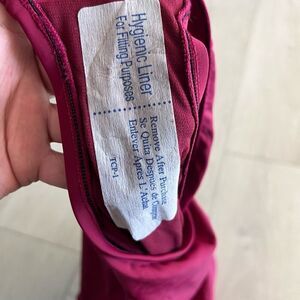 Hygienic Liner
For Fitting Purposes
Remove After Purchase
Se Quita Después de Compra
Enlever Après L'Achat
TCP-1